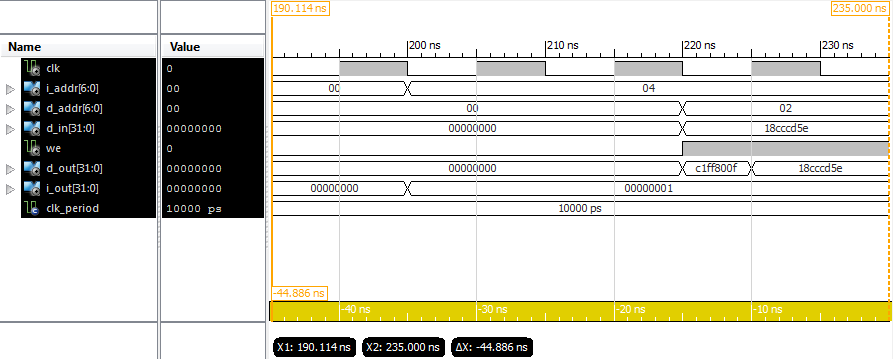 190.114 ns 235.000 ns
Name Value 200 ns 210 ns 220 ns 230 ns
clk 0
i_addr[6:0] 00 00 04
d_addr[6:0] 00 00 02
d_in[31:0] 00000000 00000000 18cccd5e
we 0
d_out[31:0] 00000000 00000000 c1ff800f 18cccd5e
i_out[31:0] 00000000 00000000 00000001
clk_period 10000 ps 10000 ps
-44.886 ns
-40 ns -30 ns -20 ns -10 ns
X1: 190.114 ns X2: 235.000 ns ΔX: -44.886 ns